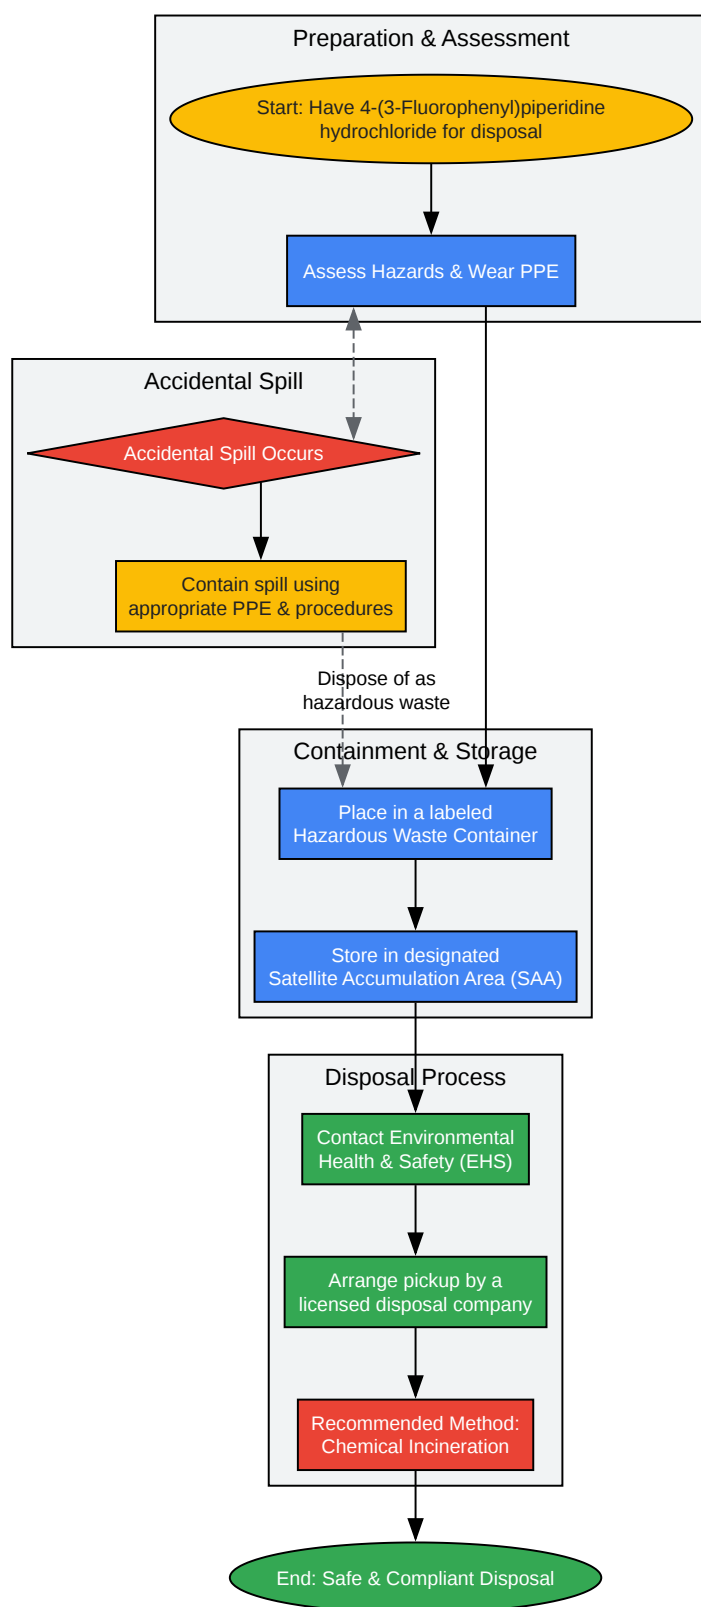 Preparation & Assessment
Start: Have 4-(3-Fluorophenyl)piperidine
hydrochloride for disposal
Assess Hazards & Wear PPE
Accidental Spill
Accidental Spill Occurs
Contain spill using
appropriate PPE & procedures
Dispose of as
hazardous waste
Containment & Storage
Place in a labeled
Hazardous Waste Container
Store in designated
Satellite Accumulation Area (SAA)
Disposal Process
Contact Environmental
Health & Safety (EHS)
Arrange pickup by a
licensed disposal company
Recommended Method:
Chemical Incineration
End: Safe & Compliant Disposal